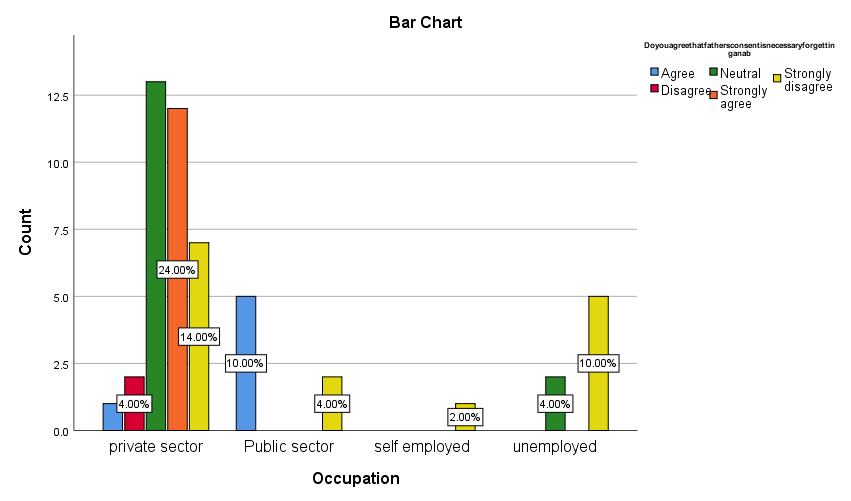 Bar Chart
Doyouagreethatfathersconsentisnecessaryforgettin
ganab
Agree
Neutral
Strongly
disagree
Disagree
Strongly
agree
Count
12.5
10.0
7.5
5.0
2.5
0.0
24.00%
14.00%
4.00%
10.00%
4.00%
2.00%
4.00%
10.00%
private sector
Public sector
self employed
unemployed
Occupation